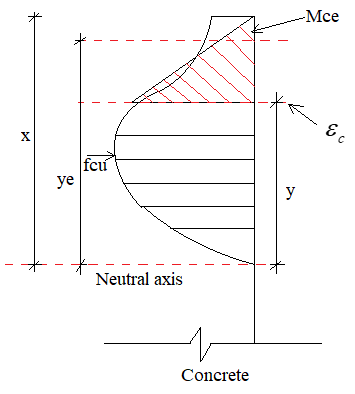 Mce
εc
x
fcu
ye
y
Neutral axis
Concrete